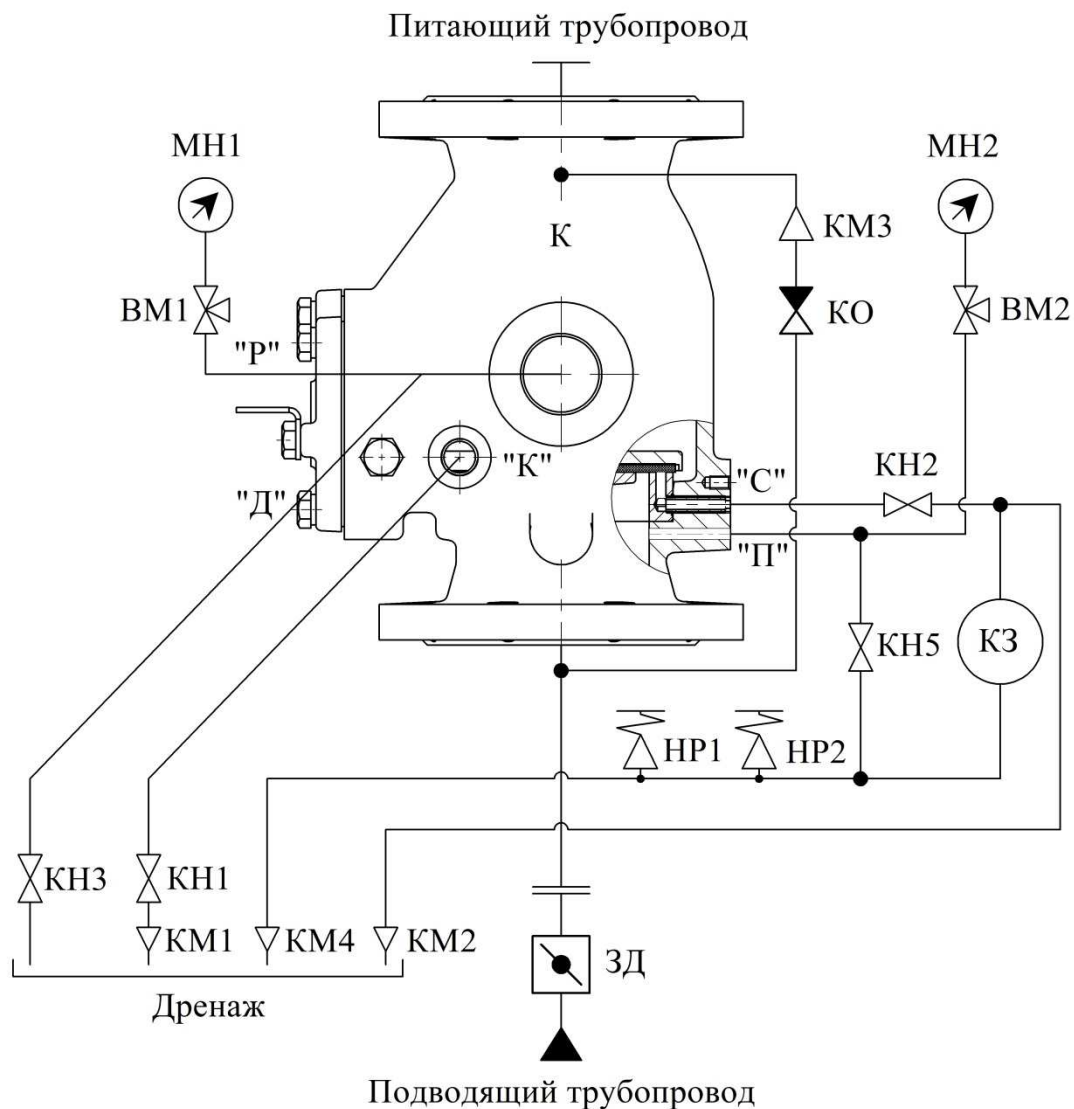 Питающий трубопровод
МН1
МН2
К
КМ3
ВМ1
КО
ВМ2
"Р"
"К"
"С"
КН2
"Д"
"П"
КН5
КЗ
НР1
НР2
КН3
КН1
КМ1
КМ4
КМ2
ЗД
Дренаж
Подводящий трубопровод